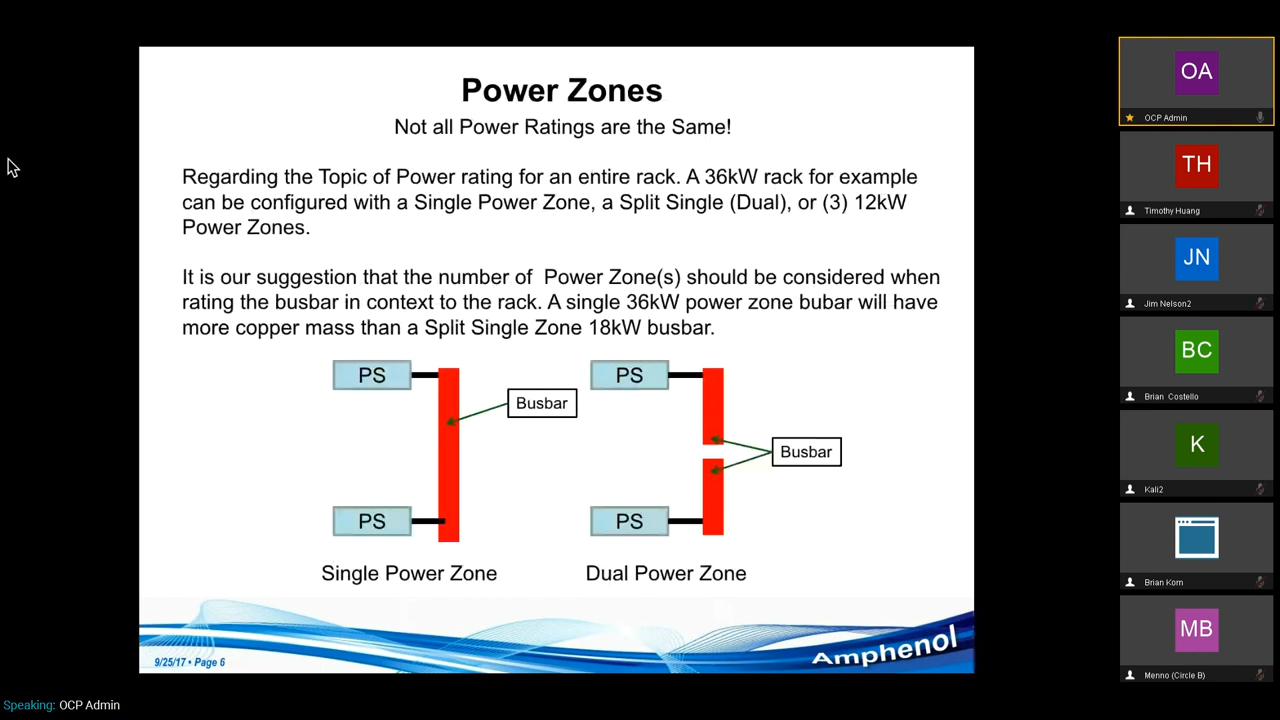 Power Zones
Not all Power Ratings are the Same!
Regarding the Topic of Power rating for an entire rack. A 36kW rack for example
can be configured with a Single Power Zone, a Split Single (Dual), or (3) 12kW
Power Zones.
It is our suggestion that the number of  Power Zone(s) should be considered when
rating the busbar in context to the rack. A single 36kW power zone bubar will have
more copper mass than a Split Single Zone 18kW busbar.
PS
PS
Busbar
Busbar
PS
PS
Single Power Zone
Dual Power Zone
9/25/17 • Page 6
Amphenol
OA
OCP Admin
TH
Timothy Huang
JN
Jim Nelson2
BC
Brian Costello
K
Kali2
Brian Korn
MB
Menno (Circle B)
Speaking: OCP Admin